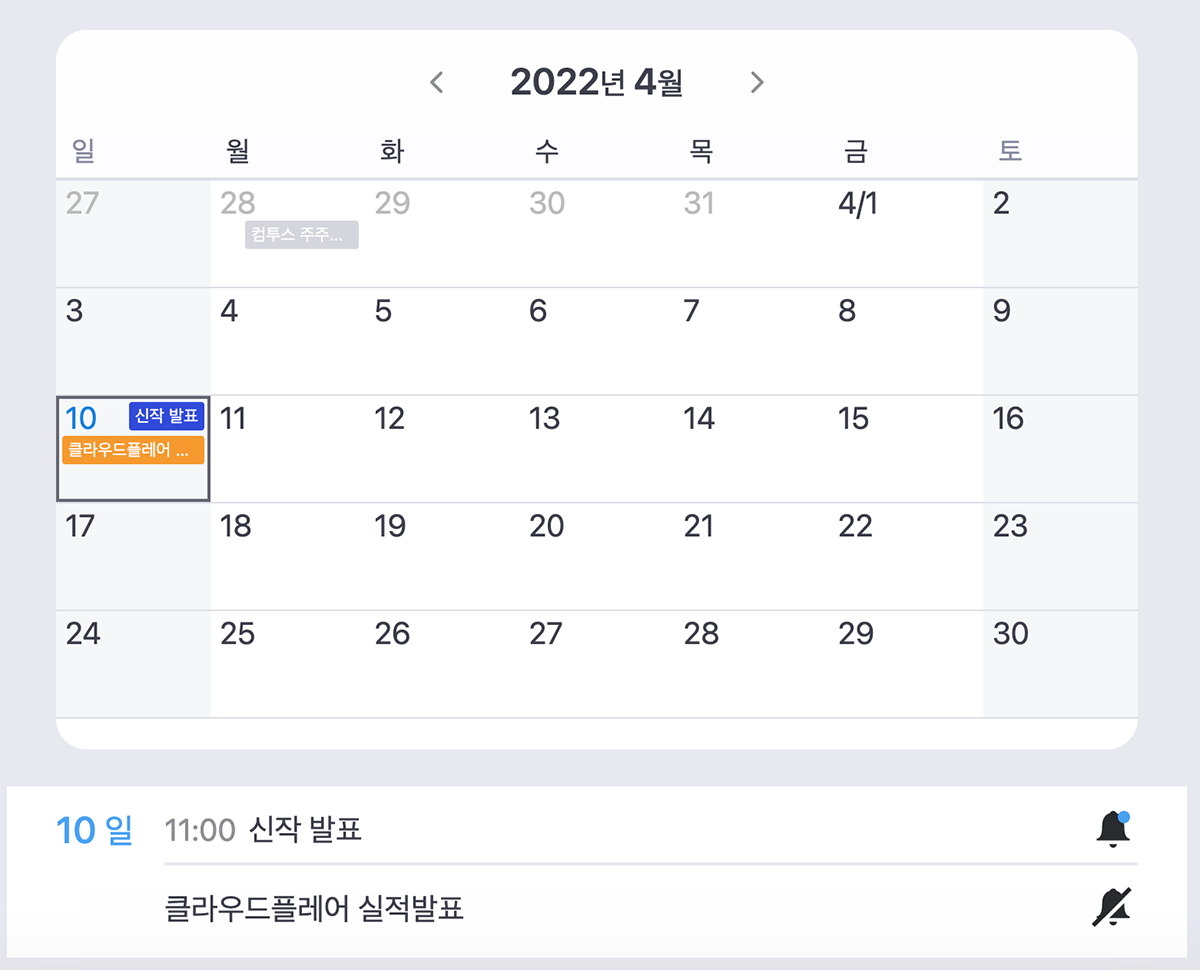 2022년 4월
일 월 화 수 목 금 토
27 28 29 30 31 4/1 2
컴투스 주주...
3 4 5 6 7 8 9
10 신작 발표 11 12 13 14 15 16
클라우드플레어 ...
17 18 19 20 21 22 23
24 25 26 27 28 29 30
10 일 11:00 신작 발표
클라우드플레어 실적발표